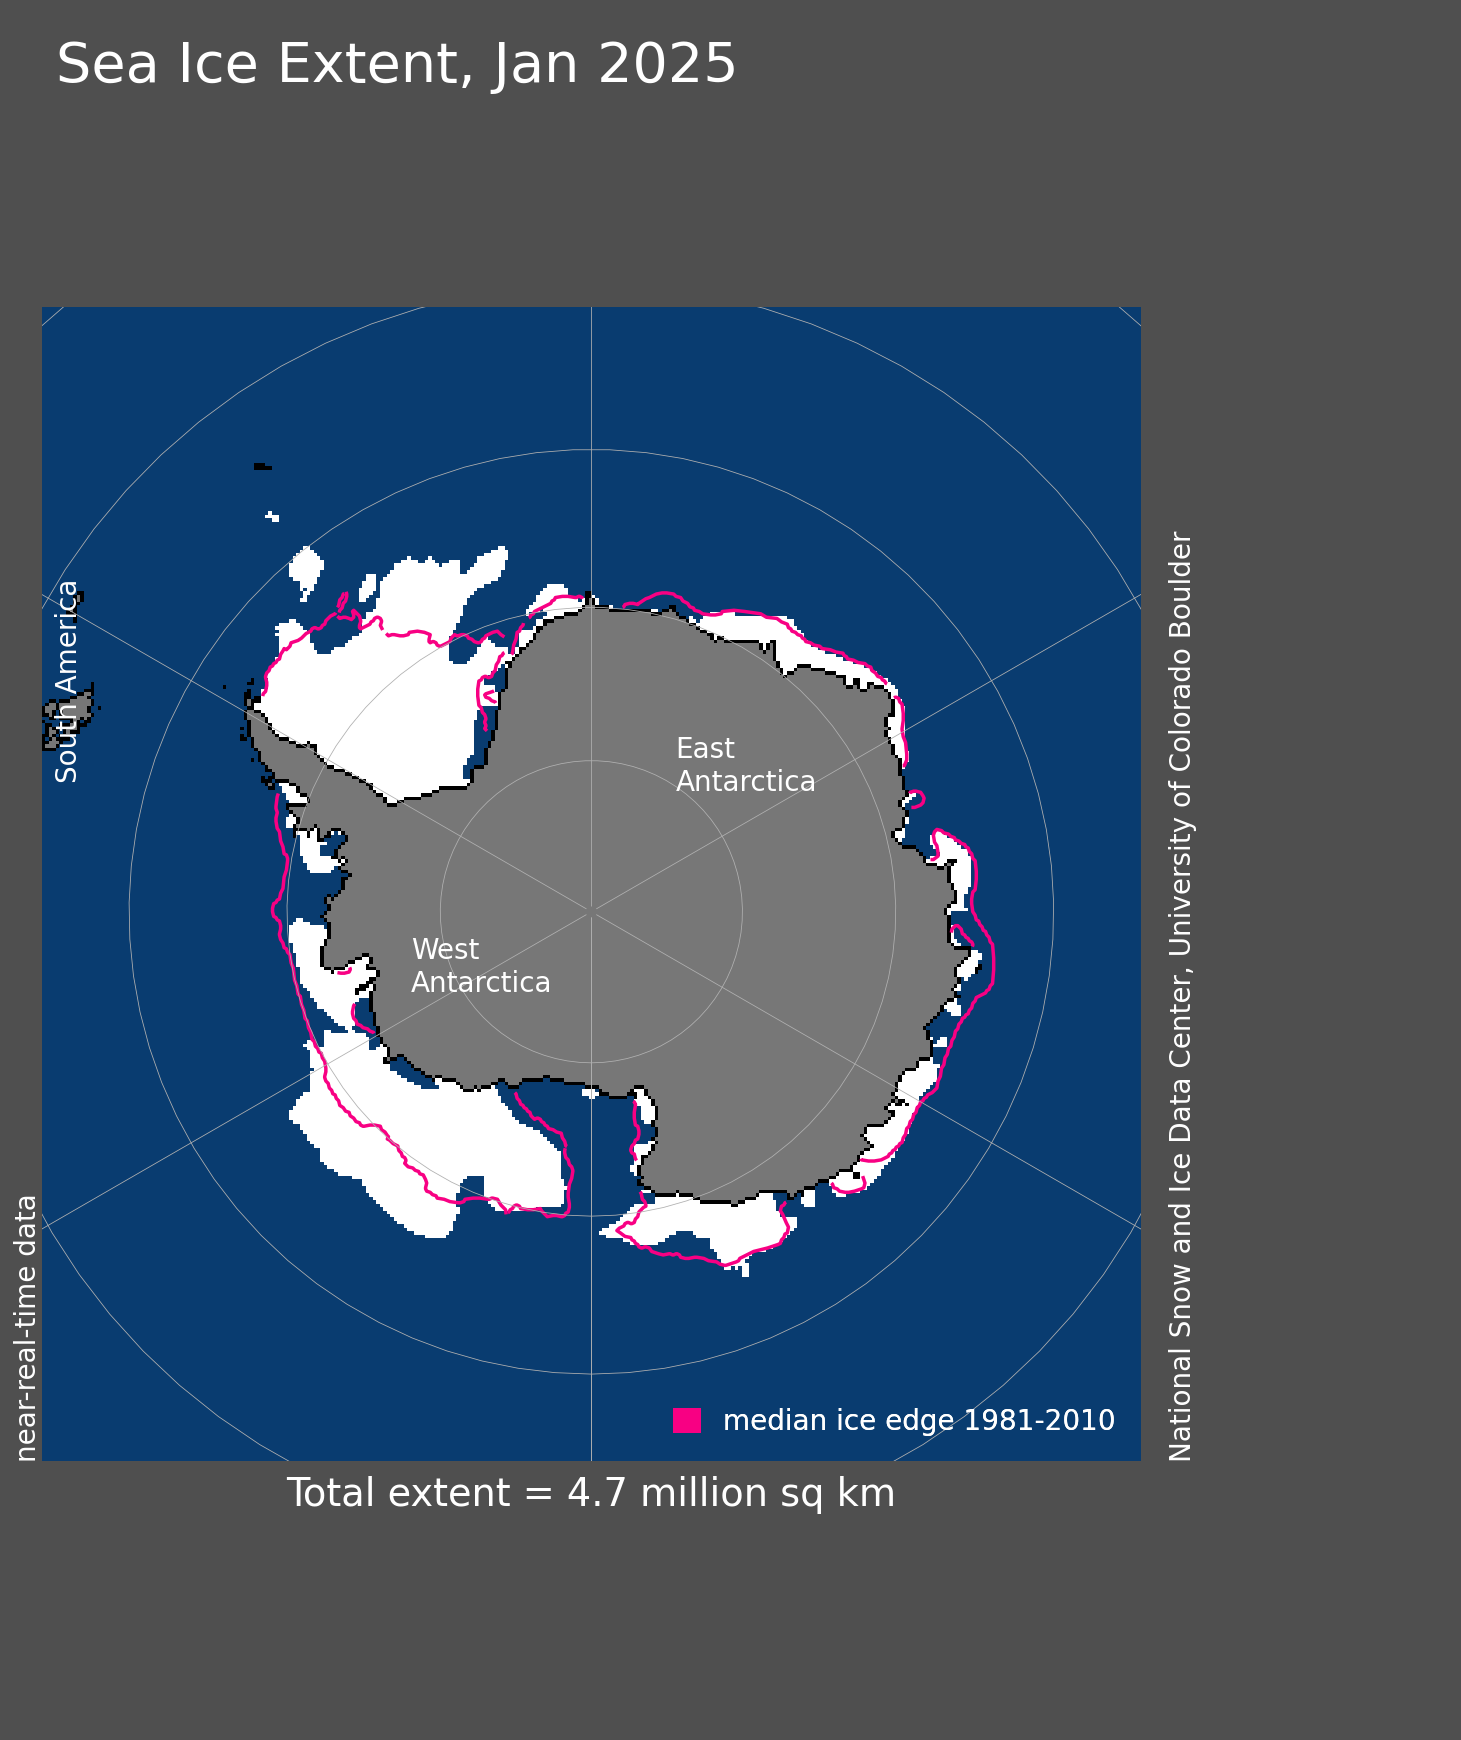 Sea Ice Extent, Jan 2025
South America
East
Antarctica
West
Antarctica
near-real-time data
National Snow and Ice Data Center, University of Colorado Boulder
median ice edge 1981-2010
Total extent = 4.7 million sq km